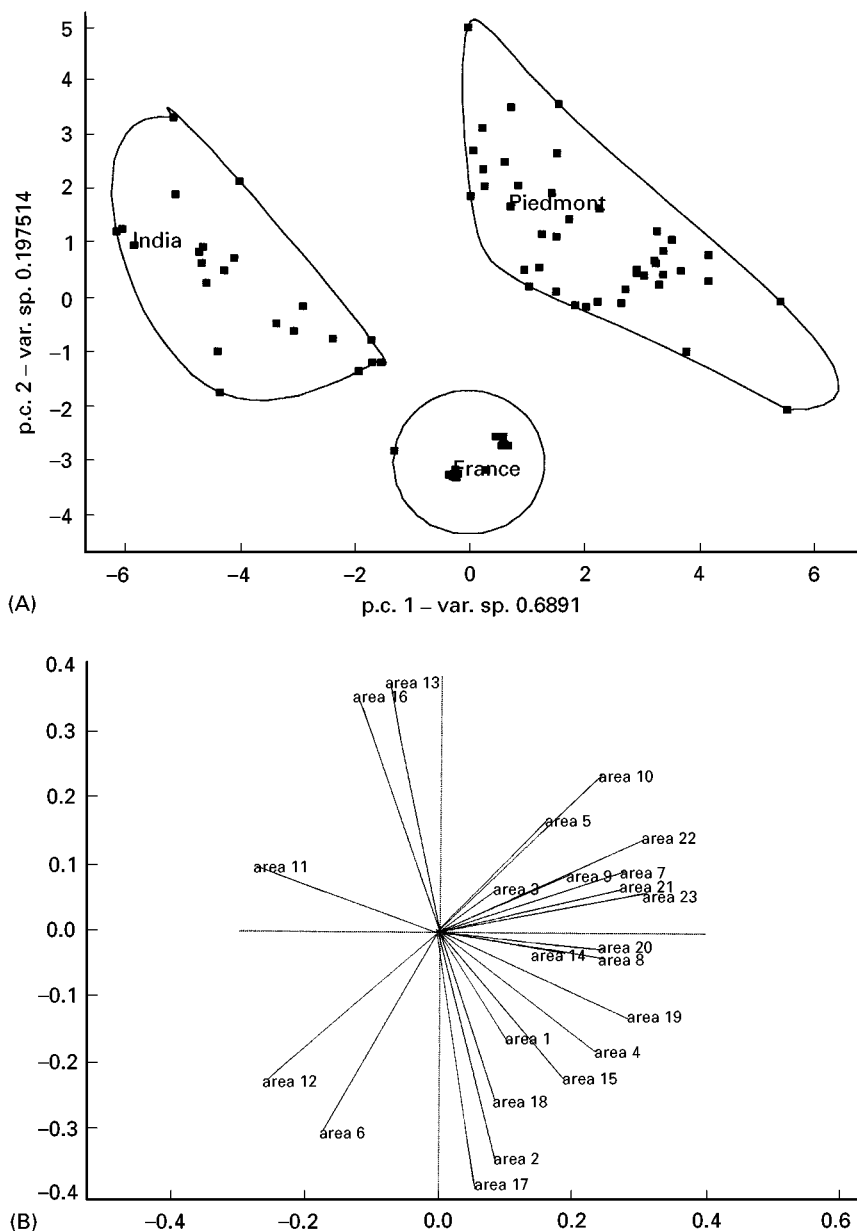 5
4
3
2
1
0
−1
−2
−3
−4
p.c. 2 – var. sp. 0.197514
India
Piedmont
France
−6
−4
−2
0
2
4
6
(A)
p.c. 1 – var. sp. 0.6891
0.4
0.3
0.2
0.1
0.0
−0.1
−0.2
−0.3
−0.4
area 13
area 16
area 10
area 5
area 22
area 11
area 9
area 7
area 3
area 21
area 23
area 20
area 14
area 8
area 19
area 1
area 4
area 12
area 15
area 18
area 6
area 2
area 17
(B)
−0.4
−0.2
0.0
0.2
0.4
0.6